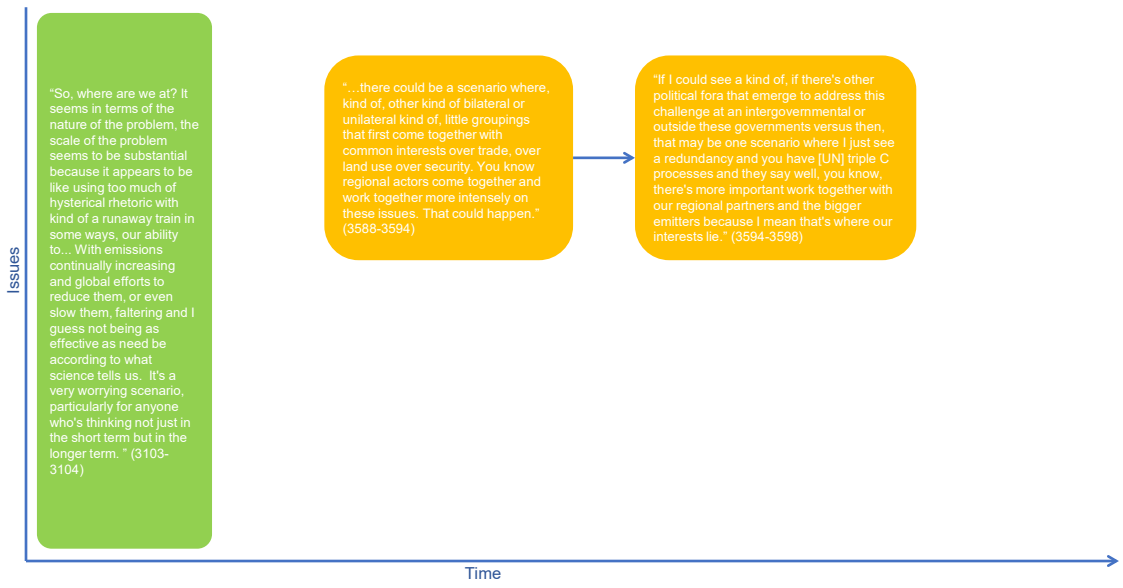 “So, where are we at? It
seems in terms of the
nature of the problem, the
scale of the problem
seems to be substantial
because it appears to be
like using too much of
hysterical rhetoric with
kind of a runaway train in
some ways, our ability
to... With emissions
continually increasing
and global efforts to
reduce them, or even
slow them, faltering and I
guess not being as
effective as need be
according to what
science tells us.  It's a
very worrying scenario,
particularly for anyone
who's thinking not just in
the short term but in the
longer term. ” (3103-
3104)
“…there could be a scenario where,
kind of, other kind of bilateral or
unilateral kind of, little groupings
that first come together with
common interests over trade, over
land use over security. You know
regional actors come together and
work together more intensely on
these issues. That could happen.”
(3588-3594)
“If I could see a kind of, if there's other
political fora that emerge to address this
challenge at an intergovernmental or
outside these governments versus then,
that may be one scenario where I just see
a redundancy and you have [UN] triple C
processes and they say well, you know,
there's more important work together with
our regional partners and the bigger
emitters because I mean that's where our
interests lie.” (3594-3598)
Issues
Time